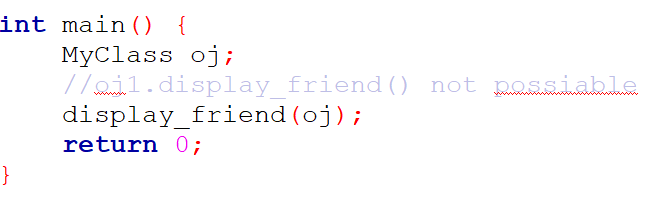 int main() {
    MyClass oj;
    //oj1.display_friend() not possiable
    display_friend(oj);
    return 0;
}